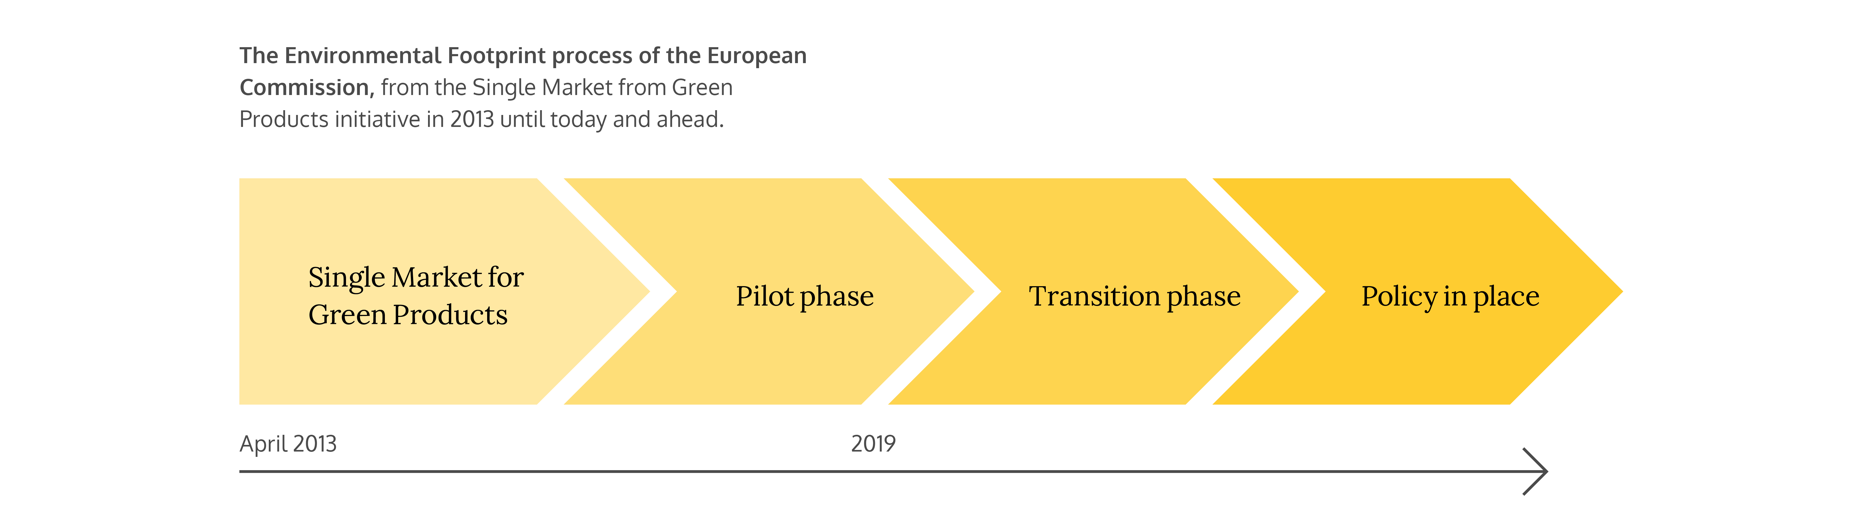 The Environmental Footprint process of the European
Commission, from the Single Market from Green
Products initiative in 2013 until today and ahead.
Single Market for
Green Products
Pilot phase
Transition phase
Policy in place
April 2013
2019